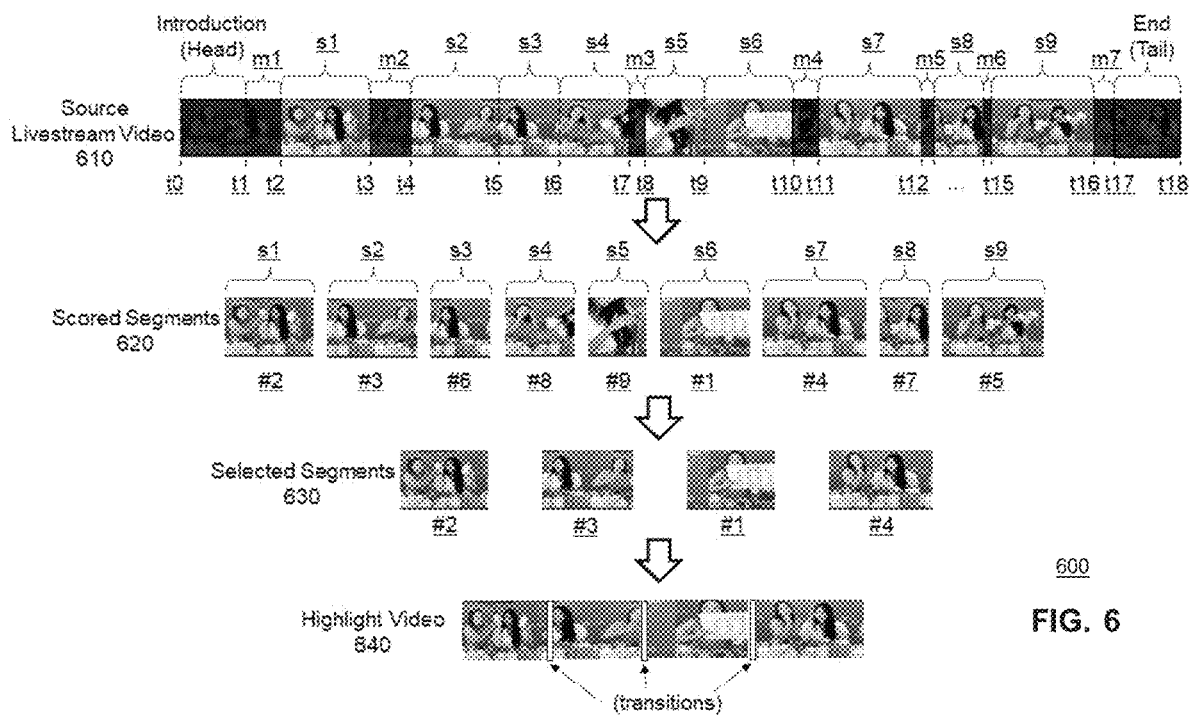 Introduction (Head)
m1
s1
m2
s2
s3
s4
m3
s5
s6
m4
s7
m5
s8
m6
s9
m7
End (Tail)
Source Livestream Video 610
t0
t1
t2
t3
t4
t5
t6
t7
t8
t9
t10
t11
t12
...
t15
t16
t17
t18
s1
s2
s3
s4
s5
s6
s7
s8
s9
Scored Segments 620
#2
#3
#6
#8
#9
#1
#4
#7
#5
Selected Segments 630
#2
#3
#1
#4
600
FIG. 6
Highlight Video 640
(transitions)